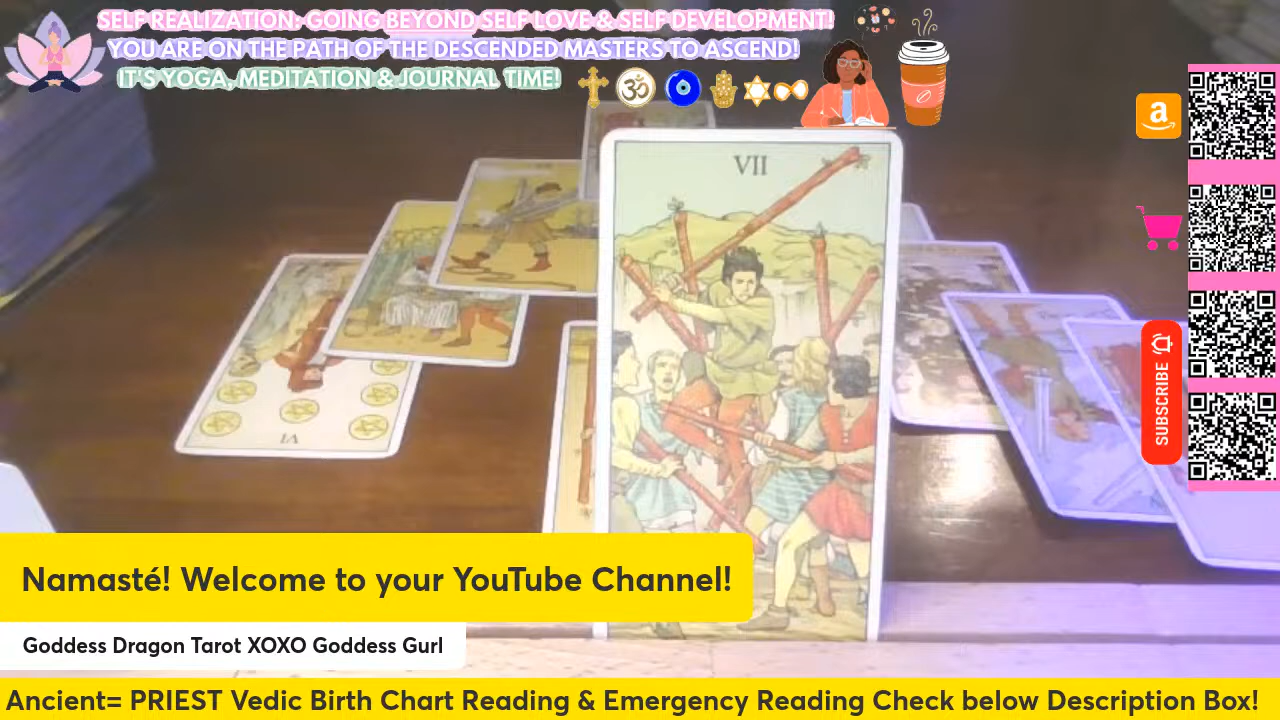 SELF REALIZATION: GOING BEYOND SELF LOVE & SELF DEVELOPMENT!
YOU ARE ON THE PATH OF THE DESCENDED MASTERS TO ASCEND!
IT'S YOGA, MEDITATION & JOURNAL TIME!
ॐ
a
VII
SUBSCRIBE
VI
Namasté! Welcome to your YouTube Channel!
Goddess Dragon Tarot XOXO Goddess Gurl
Ancient= PRIEST Vedic Birth Chart Reading & Emergency Reading Check below Description Box!